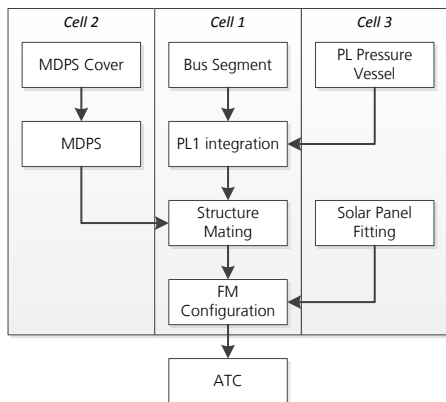 Cell 2
Cell 1
Cell 3
MDPS Cover
Bus Segment
PL Pressure
Vessel
MDPS
PL1 integration
Structure
Mating
Solar Panel
Fitting
FM
Configuration
ATC